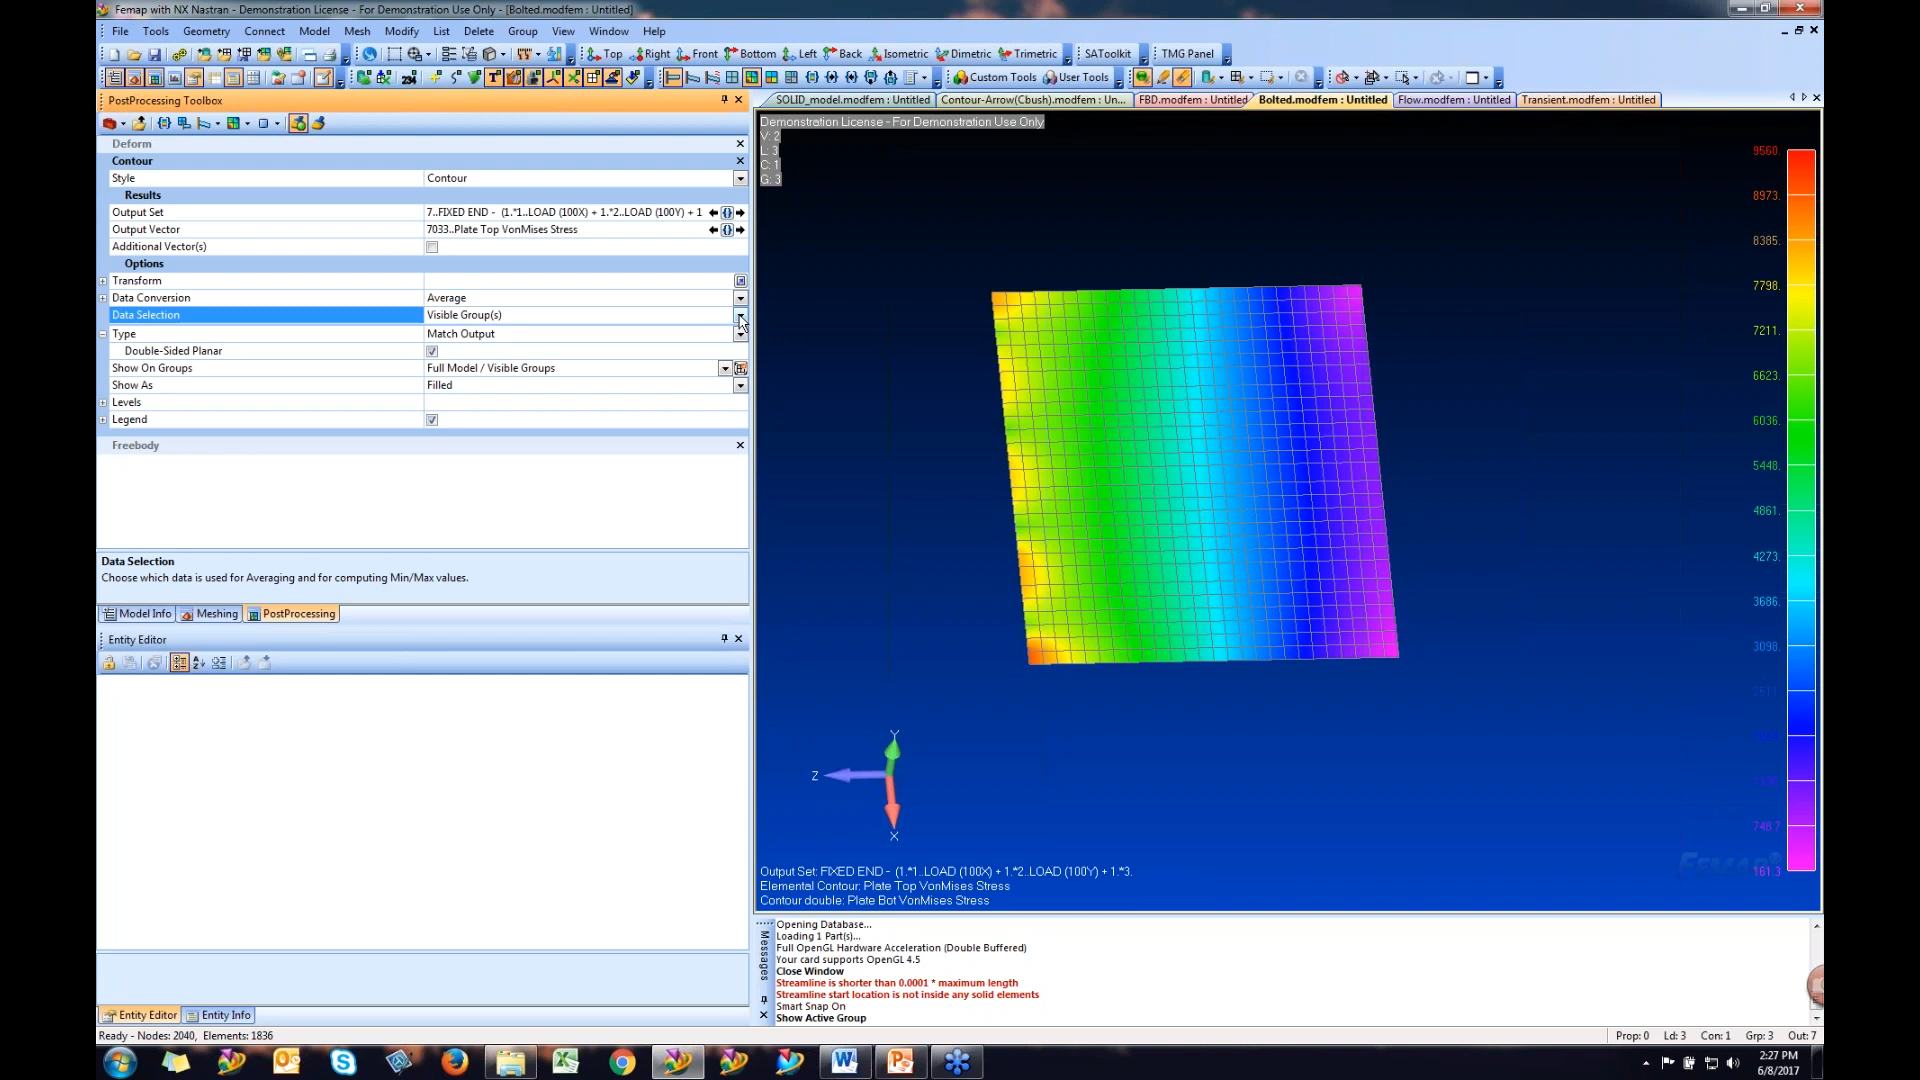 Femap with NX Nastran - Demonstration License - For Demonstration Use Only - [Bolted.modfem : Untitled]
File Tools Geometry Connect Model Mesh Modify List Delete Group View Window Help
Top Right Front Bottom Left Back Isometric Dimetric Trimetric SAToolkit TMG Panel
234 Custom Tools User Tools
PostProcessing Toolbox
SOLID_model.modfem : Untitled Contour-Arrow(Cbush).modfem : Un... FBD.modfem : Untitled Bolted.modfem : Untitled Flow.modfem : Untitled Transient.modfem : Untitled
Deform
Contour
Style Contour
Results
Output Set 7..FIXED END - (1.*1..LOAD (100X) + 1.*2..LOAD (100Y) + 1
Output Vector 7033..Plate Top VonMises Stress
Additional Vector(s)
Options
Transform
Data Conversion Average
Data Selection Visible Group(s)
Type Match Output
Double-Sided Planar
Show On Groups Full Model / Visible Groups
Show As Filled
Levels
Legend
Freebody
Data Selection
Choose which data is used for Averaging and for computing Min/Max values.
Model Info Meshing PostProcessing
Entity Editor
Entity Editor Entity Info
Demonstration License - For Demonstration Use Only
V: 2
L: 3
C: 1
G: 3
9560.
8973.
8385.
7798.
7211.
6623.
6036.
5448.
4861.
4273.
3686.
3098.
748.7
161.3
FEMAP
Y
Z
X
Output Set: FIXED END - (1.*1..LOAD (100X) + 1.*2..LOAD (100Y) + 1.*3.
Elemental Contour: Plate Top VonMises Stress
Contour double: Plate Bot VonMises Stress
Messages
Opening Database...
Loading 1 Part(s)...
Full OpenGL Hardware Acceleration (Double Buffered)
Your card supports OpenGL 4.5
Close Window
Streamline is shorter than 0.0001 * maximum length
Streamline start location is not inside any solid elements
Smart Snap On
Show Active Group
Ready - Nodes: 2040, Elements: 1836
Prop: 0 Ld: 3 Con: 1 Grp: 3 Out: 7
2:27 PM
6/8/2017